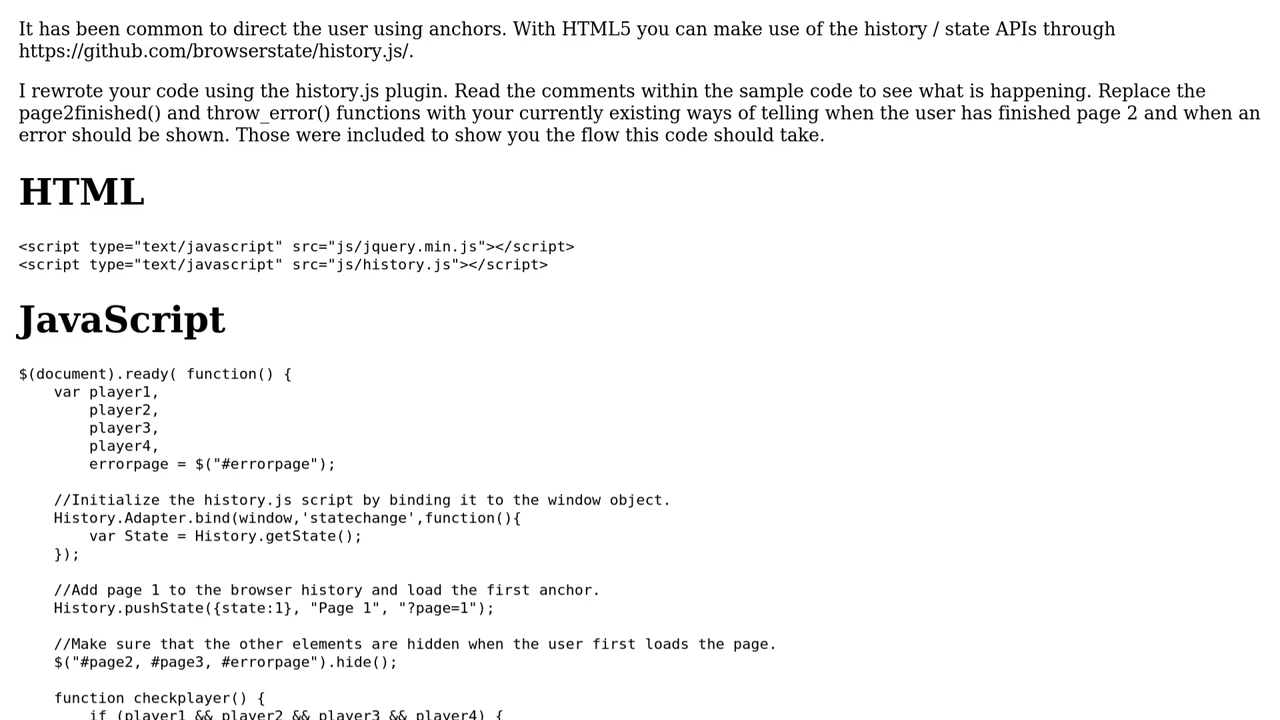 It has been common to direct the user using anchors. With HTML5 you can make use of the history / state APIs through
https://github.com/browserstate/history.js/.
I rewrote your code using the history.js plugin. Read the comments within the sample code to see what is happening. Replace the
page2finished() and throw_error() functions with your currently existing ways of telling when the user has finished page 2 and when an
error should be shown. Those were included to show you the flow this code should take.
HTML
<script type="text/javascript" src="js/jquery.min.js"></script>
<script type="text/javascript" src="js/history.js"></script>
JavaScript
$(document).ready( function() {
    var player1,
        player2,
        player3,
        player4,
        errorpage = $("#errorpage");
    //Initialize the history.js script by binding it to the window object.
    History.Adapter.bind(window,'statechange',function(){
        var State = History.getState();
    });
    //Add page 1 to the browser history and load the first anchor.
    History.pushState({state:1}, "Page 1", "?page=1");
    //Make sure that the other elements are hidden when the user first loads the page.
    $("#page2, #page3, #errorpage").hide();
    function checkplayer() {
        if (player1 && player2 && player3 && player4) {